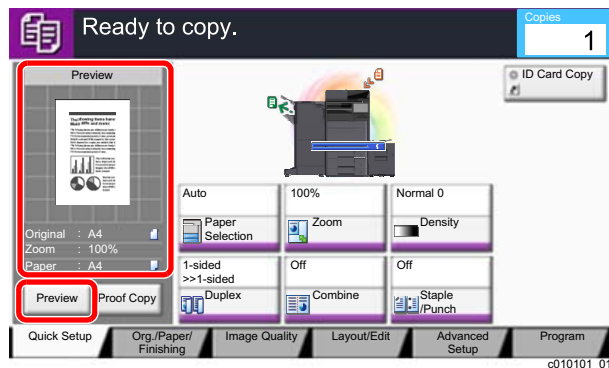 Ready to copy.
Copies
1
Preview
ID Card Copy
Original : A4
Zoom : 100%
Paper : A4
Preview
Proof Copy
Auto
Paper
Selection
100%
Zoom
Normal 0
Density
1-sided
>>1-sided
Duplex
Off
Combine
Off
Staple
/Punch
Quick Setup
Org./Paper/
Finishing
Image Quality
Layout/Edit
Advanced
Setup
Program
c010101_01